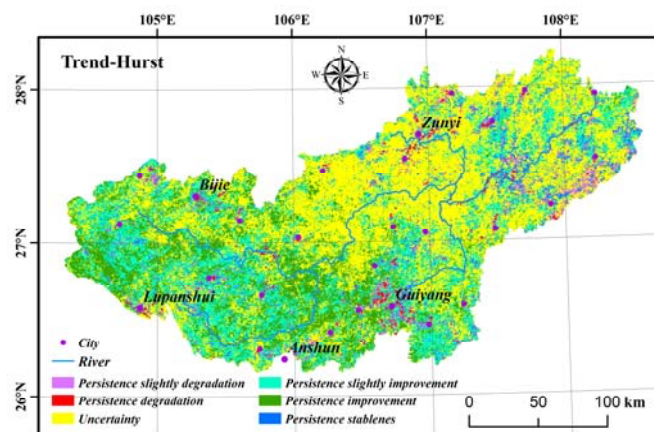 105°E 106°E 107°E 108°E
Trend-Hurst
N
W E
S
28°N
27°N
26°N
Zunyi
Bijie
Lupanshui
Guiyang
Anshun
City
River
Persistence slightly degradation
Persistence slightly improvement
Persistence degradation
Persistence improvement
Uncertainty
Persistence stablenes
0 50 100 km